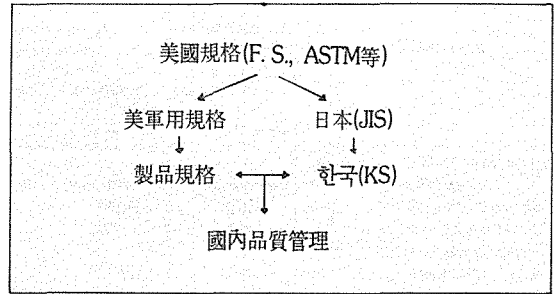 美國規格(F. S., ASTM等)
美軍用規格 日本(JIS)
製品規格 한국(KS)
國內品質管理